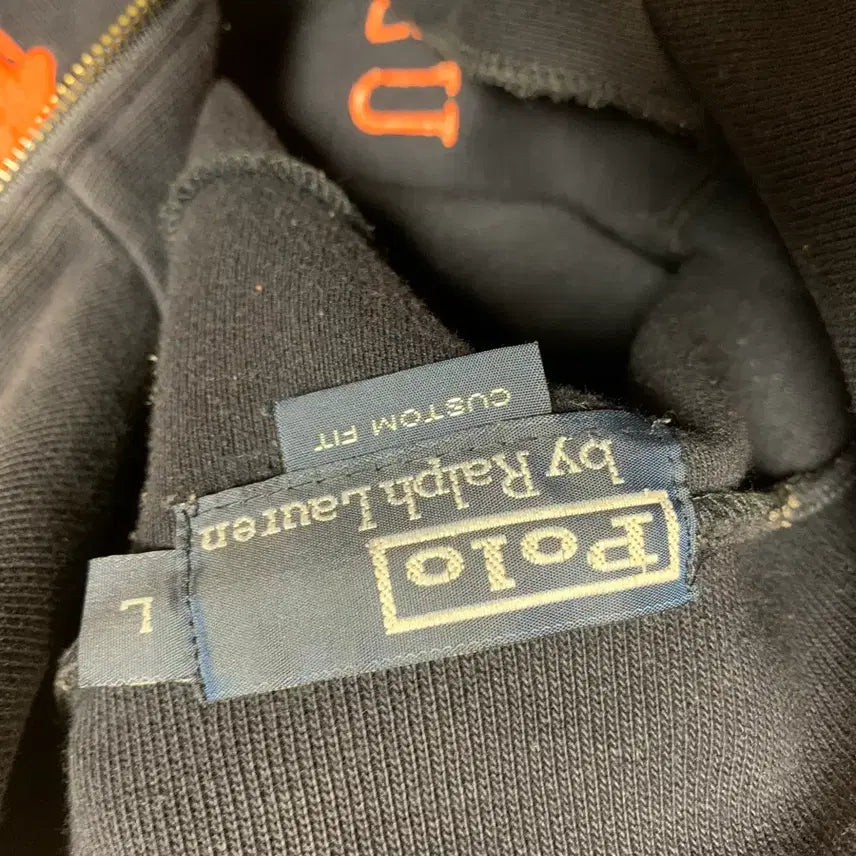 Polo
by Ralph Lauren
CUSTOM FIT
L